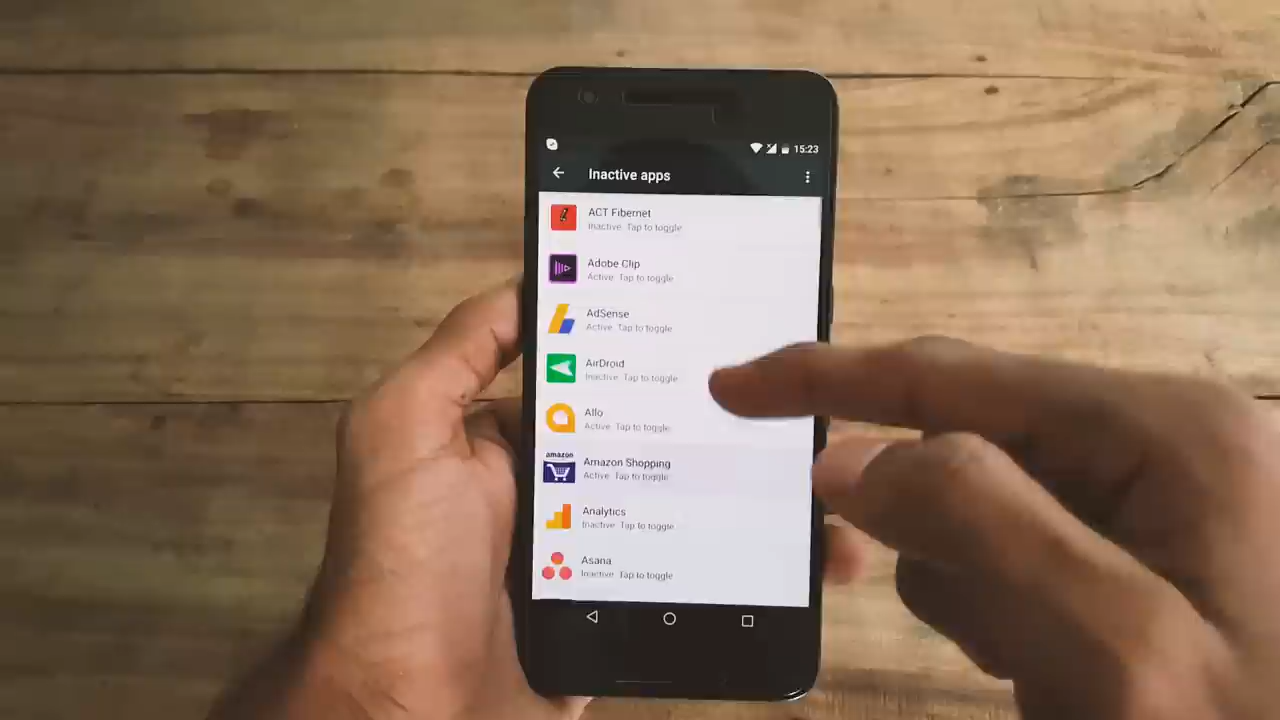 15:23
Inactive apps
ACT Fibernet
Inactive. Tap to toggle
Adobe Clip
Active. Tap to toggle
AdSense
Active. Tap to toggle
AirDroid
Inactive. Tap to toggle
Allo
Active. Tap to toggle
amazon
Amazon Shopping
Active. Tap to toggle
Analytics
Inactive. Tap to toggle
Asana
Inactive. Tap to toggle